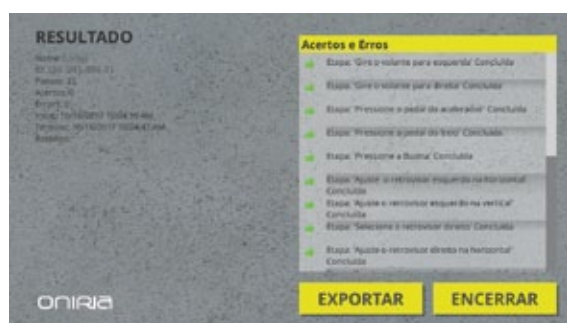 RESULTADO
Acertos e Erros
Etapa: 'Gire o volante para esquerda' Concluída
Etapa: 'Gire o volante para direita' Concluída
Etapa: 'Pressione o pedal do acelerador' Concluída
Etapa: 'Pressione o pedal do freio' Concluída
Etapa: 'Pressione a Buzina' Concluída
Etapa: 'Ajuste o retrovisor esquerdo na horizontal'
Concluída
Etapa: 'Ajuste o retrovisor esquerdo na vertical'
Concluída
Etapa: 'Selecione o retrovisor direito' Concluída
Etapa: 'Ajuste o retrovisor direito na horizontal'
Concluída
ONIRIA
EXPORTAR
ENCERRAR